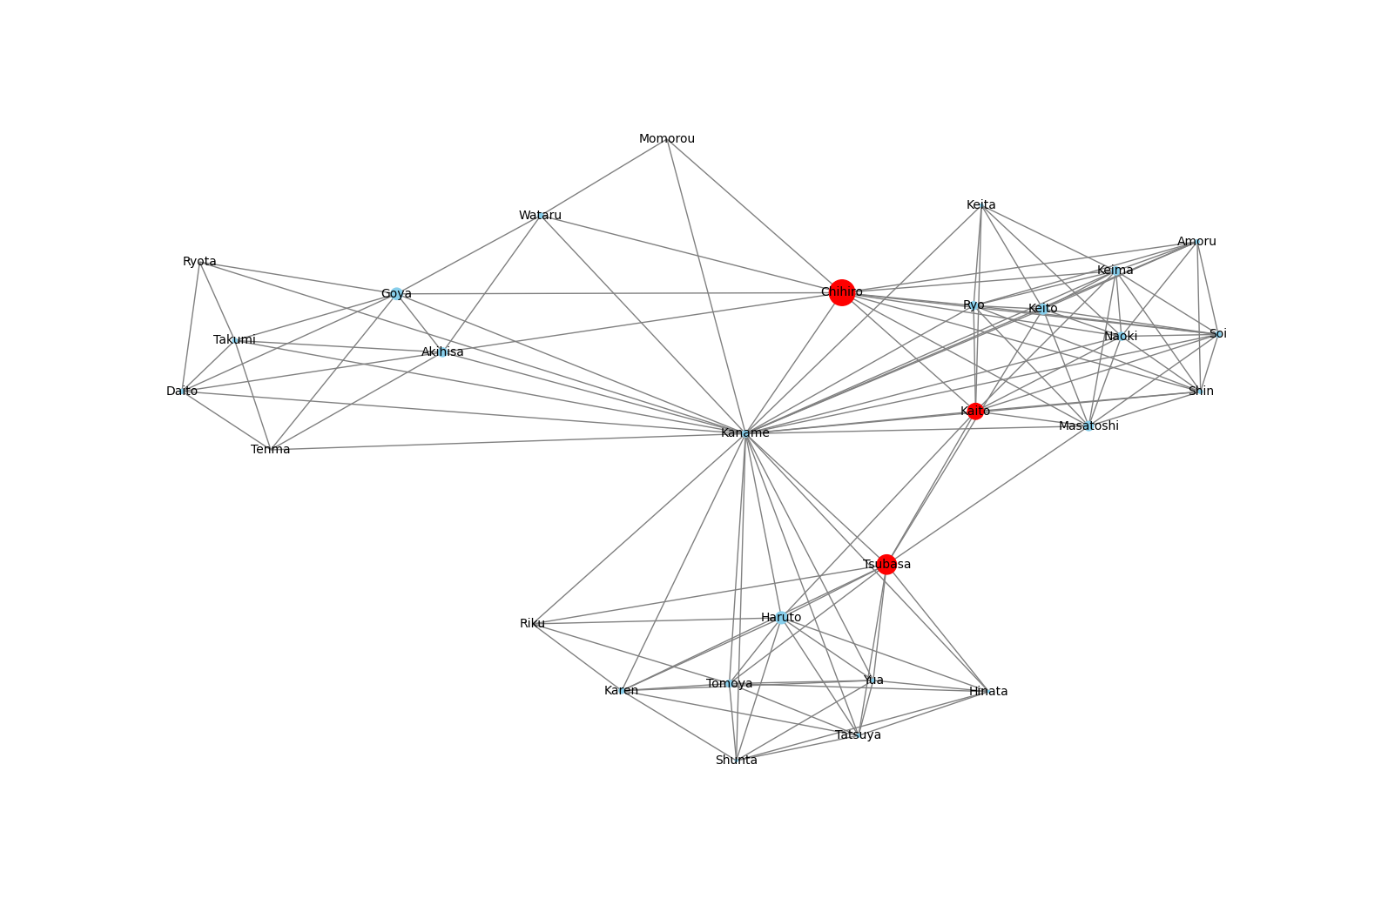 Momorou
Keita
Wataru
Amoru
Ryota
Keima
Goya
Chihiro
Ryo
Keito
Soi
Takumi
Naoki
Akihisa
Daito
Shin
Kaito
Masatoshi
Kaname
Tenma
Tsubasa
Haruto
Riku
Yua
Tomoya
Karen
Hinata
Tatsuya
Shunta